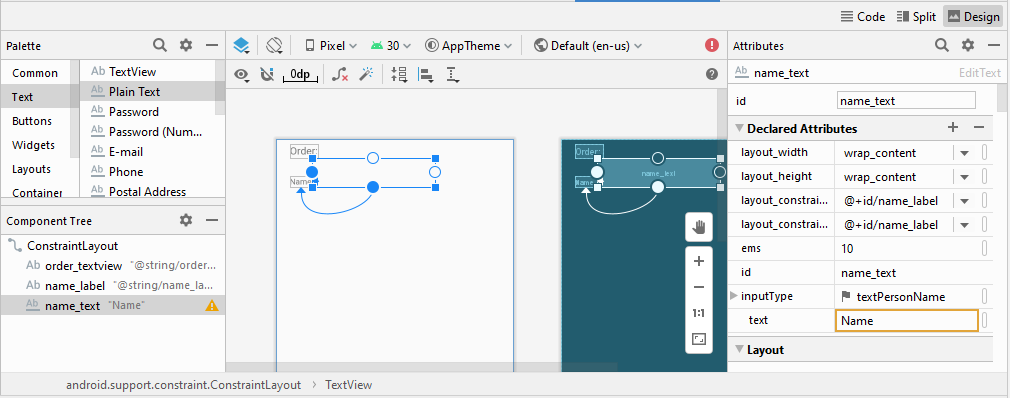 Code Split Design
Palette
Common
Text
Buttons
Widgets
Layouts
Container
Ab TextView
Ab Plain Text
Ab Password
Ab Password (Num...
Ab E-mail
Ab Phone
Ab Postal Address
Component Tree
ConstraintLayout
Ab order_textview "@string/order...
Ab name_label "@string/name_la...
Ab name_text "Name"
Pixel 30 AppTheme Default (en-us)
0dp
Order:
Name
Order:
Name
name_text
1:1
Attributes
Ab name_text EditText
id name_text
Declared Attributes
layout_width wrap_content
layout_height wrap_content
layout_constrai... @+id/name_label
layout_constrai... @+id/name_label
ems 10
id name_text
inputType textPersonName
text Name
Layout
android.support.constraint.ConstraintLayout › TextView